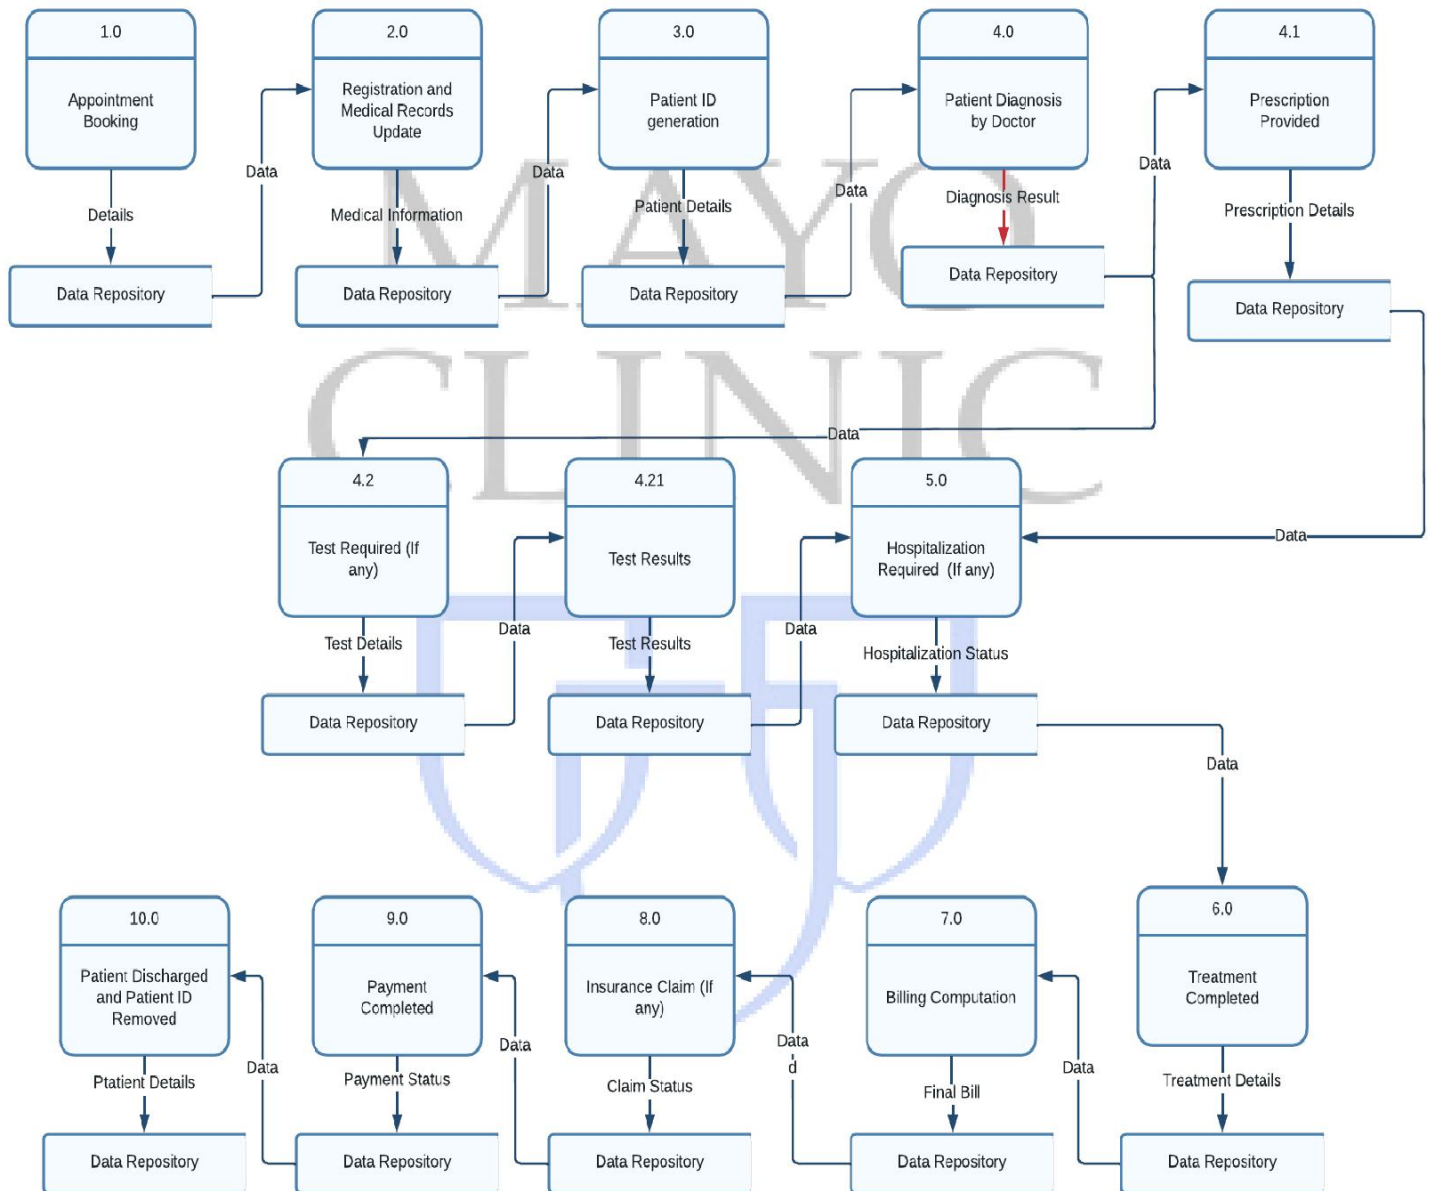 1.0
Appointment
Booking
Details
Data Repository
Data
2.0
Registration and
Medical Records
Update
Medical Information
Data Repository
Data
3.0
Patient ID
generation
Patient Details
Data Repository
Data
4.0
Patient Diagnosis
by Doctor
Diagnosis Result
Data Repository
Data
4.1
Prescription
Provided
Prescription Details
Data Repository
MAYO
CLINIC
Data
4.2
Test Required (If
any)
Test Details
Data Repository
Data
4.21
Test Results
Test Results
Data Repository
Data
5.0
Hospitalization
Required (If any)
Hospitalization Status
Data Repository
Data
Data
10.0
Patient Discharged
and Patient ID
Removed
Ptatient Details
Data Repository
Data
9.0
Payment
Completed
Payment Status
Data Repository
Data
8.0
Insurance Claim (If
any)
Claim Status
Data Repository
Data
d
7.0
Billing Computation
Final Bill
Data Repository
Data
6.0
Treatment
Completed
Treatment Details
Data Repository